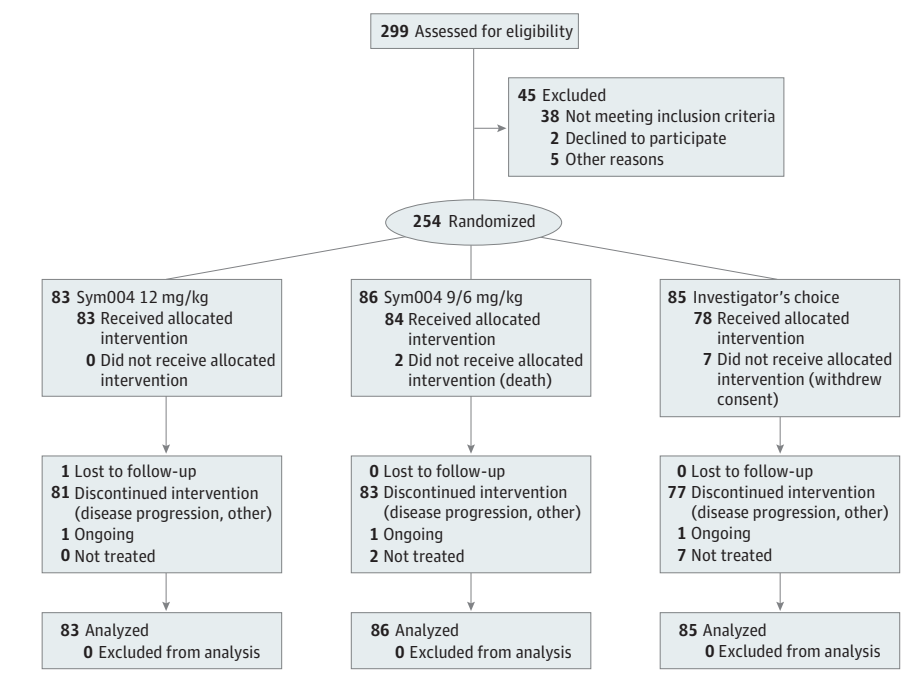 299 Assessed for eligibility
45 Excluded
38 Not meeting inclusion criteria
2 Declined to participate
5 Other reasons
254 Randomized
83 Sym004 12 mg/kg
83 Received allocated
intervention
0 Did not receive allocated
intervention
86 Sym004 9/6 mg/kg
84 Received allocated
intervention
2 Did not receive allocated
intervention (death)
85 Investigator's choice
78 Received allocated
intervention
7 Did not receive allocated
intervention (withdrew
consent)
1 Lost to follow-up
81 Discontinued intervention
(disease progression, other)
1 Ongoing
0 Not treated
0 Lost to follow-up
83 Discontinued intervention
(disease progression, other)
1 Ongoing
2 Not treated
0 Lost to follow-up
77 Discontinued intervention
(disease progression, other)
1 Ongoing
7 Not treated
83 Analyzed
0 Excluded from analysis
86 Analyzed
0 Excluded from analysis
85 Analyzed
0 Excluded from analysis